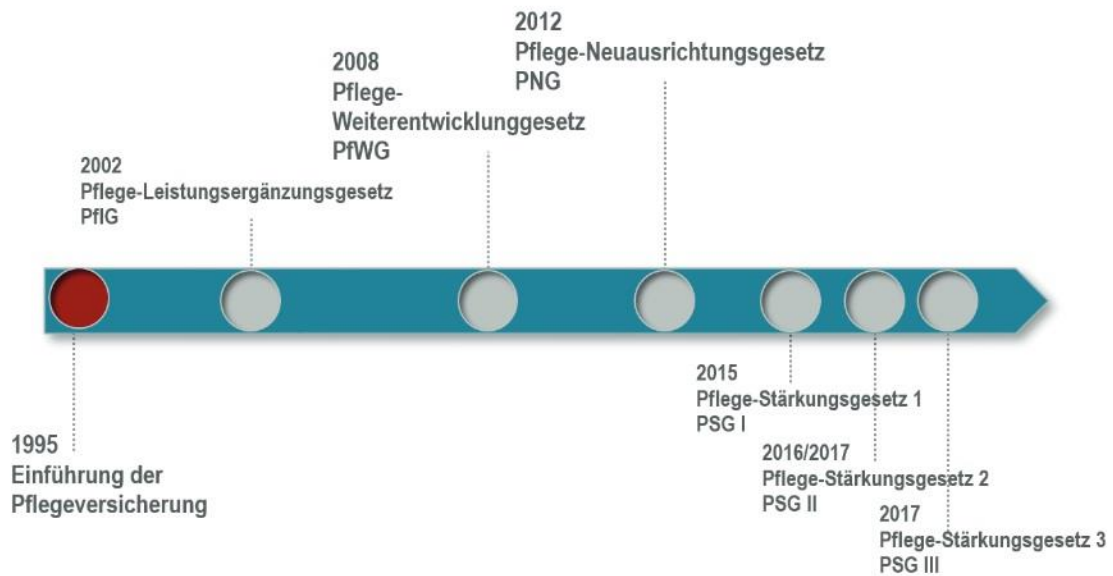 2012
Pflege-Neuausrichtungsgesetz
PNG
2008
Pflege-
Weiterentwicklunggesetz
PfWG
2002
Pflege-Leistungsergänzungsgesetz
PflG
1995
Einführung der
Pflegeversicherung
2015
Pflege-Stärkungsgesetz 1
PSG I
2016/2017
Pflege-Stärkungsgesetz 2
PSG II
2017
Pflege-Stärkungsgesetz 3
PSG III